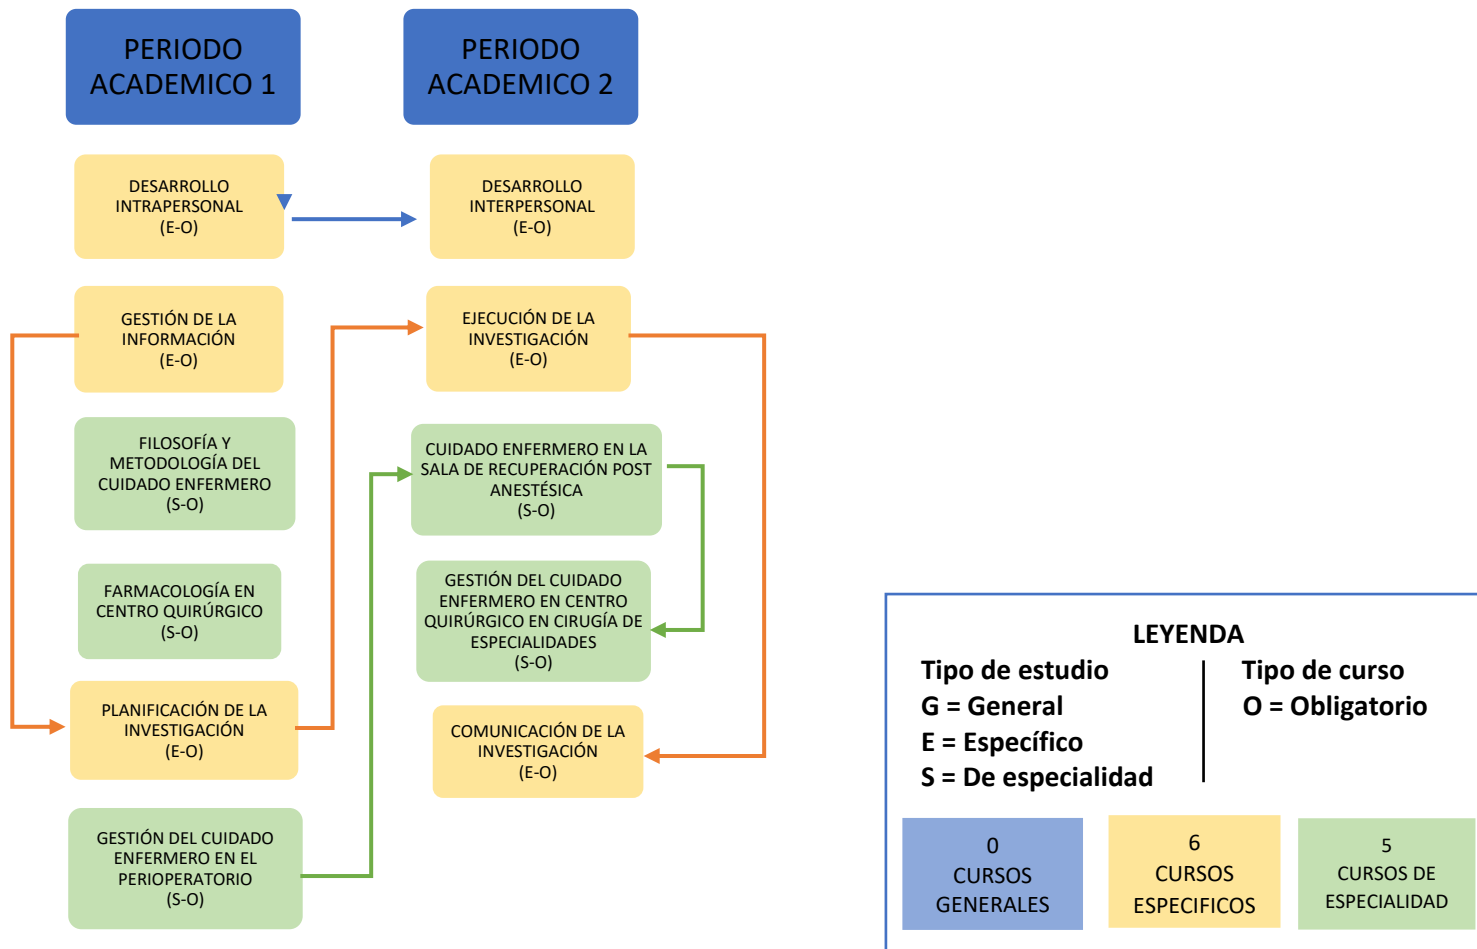 PERIODO
ACADEMICO 1
PERIODO
ACADEMICO 2
DESARROLLO
INTRAPERSONAL
(E-O)
DESARROLLO
INTERPERSONAL
(E-O)
GESTIÓN DE LA
INFORMACIÓN
(E-O)
EJECUCIÓN DE LA
INVESTIGACIÓN
(E-O)
FILOSOFÍA Y
METODOLOGÍA DEL
CUIDADO ENFERMERO
(S-O)
CUIDADO ENFERMERO EN LA
SALA DE RECUPERACIÓN POST
ANESTÉSICA
(S-O)
FARMACOLOGÍA EN
CENTRO QUIRÚRGICO
(S-O)
GESTIÓN DEL CUIDADO
ENFERMERO EN CENTRO
QUIRÚRGICO EN CIRUGÍA DE
ESPECIALIDADES
(S-O)
PLANIFICACIÓN DE LA
INVESTIGACIÓN
(E-O)
COMUNICACIÓN DE LA
INVESTIGACIÓN
(E-O)
GESTIÓN DEL CUIDADO
ENFERMERO EN EL
PERIOPERATORIO
(S-O)
LEYENDA
Tipo de estudio
G = General
E = Específico
S = De especialidad
Tipo de curso
O = Obligatorio
0
CURSOS
GENERALES
6
CURSOS
ESPECIFICOS
5
CURSOS DE
ESPECIALIDAD